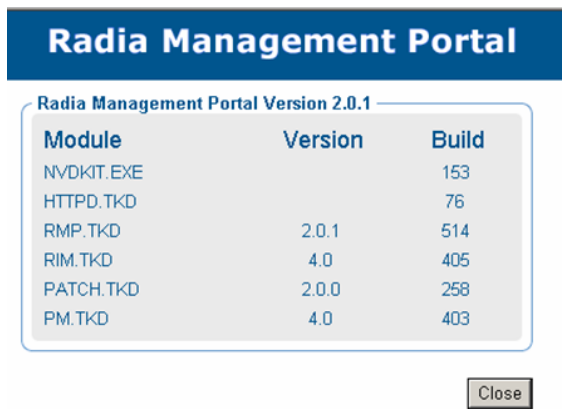 Radia Management Portal
Radia Management Portal Version 2.0.1
Module Version Build
NVDKIT.EXE 153
HTTPD.TKD 76
RMP.TKD 2.0.1 514
RIM.TKD 4.0 405
PATCH.TKD 2.0.0 258
PM.TKD 4.0 403
Close